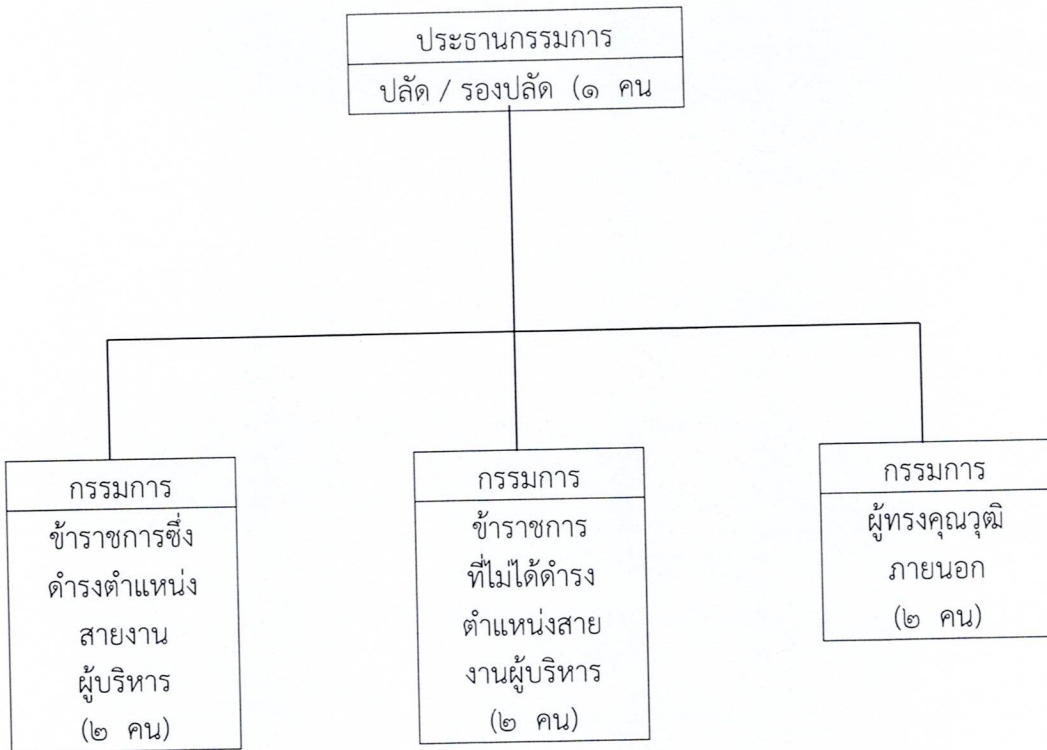 ประธานกรรมการ
ปลัด / รองปลัด (๑ คน
กรรมการ
ข้าราชการซึ่ง
ดำรงตำแหน่ง
สายงาน
ผู้บริหาร
(๒ คน)
กรรมการ
ข้าราชการ
ที่ไม่ได้ดำรง
ตำแหน่งสาย
งานผู้บริหาร
(๒ คน)
กรรมการ
ผู้ทรงคุณวุฒิ
ภายนอก
(๒ คน)